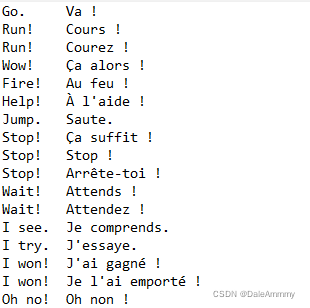 Go.	Va !
Run!	Cours !
Run!	Courez !
Wow!	Ça alors !
Fire!	Au feu !
Help!	À l'aide !
Jump.	Saute.
Stop!	Ça suffit !
Stop!	Stop !
Stop!	Arrête-toi !
Wait!	Attends !
Wait!	Attendez !
I see.	Je comprends.
I try.	J'essaye.
I won!	J'ai gagné !
I won!	Je l'ai emporté !
Oh no!	Oh non !
CSDN @DaleAmmmy